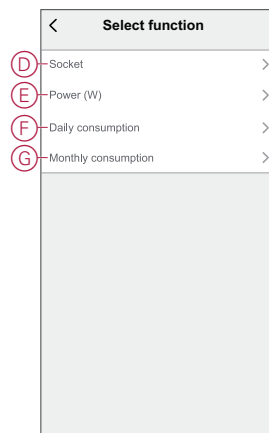 Select function
D Socket
E Power (W)
F Daily consumption
G Monthly consumption